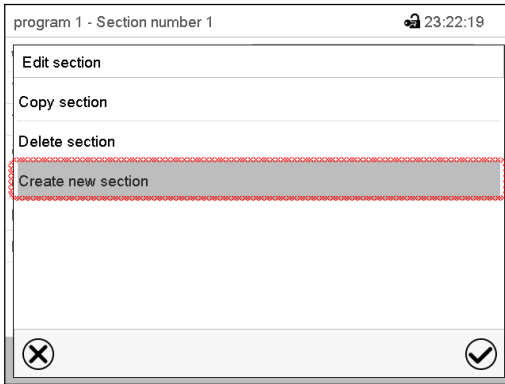 program 1 - Section number 1 23:22:19
Edit section
Copy section
Delete section
Create new section